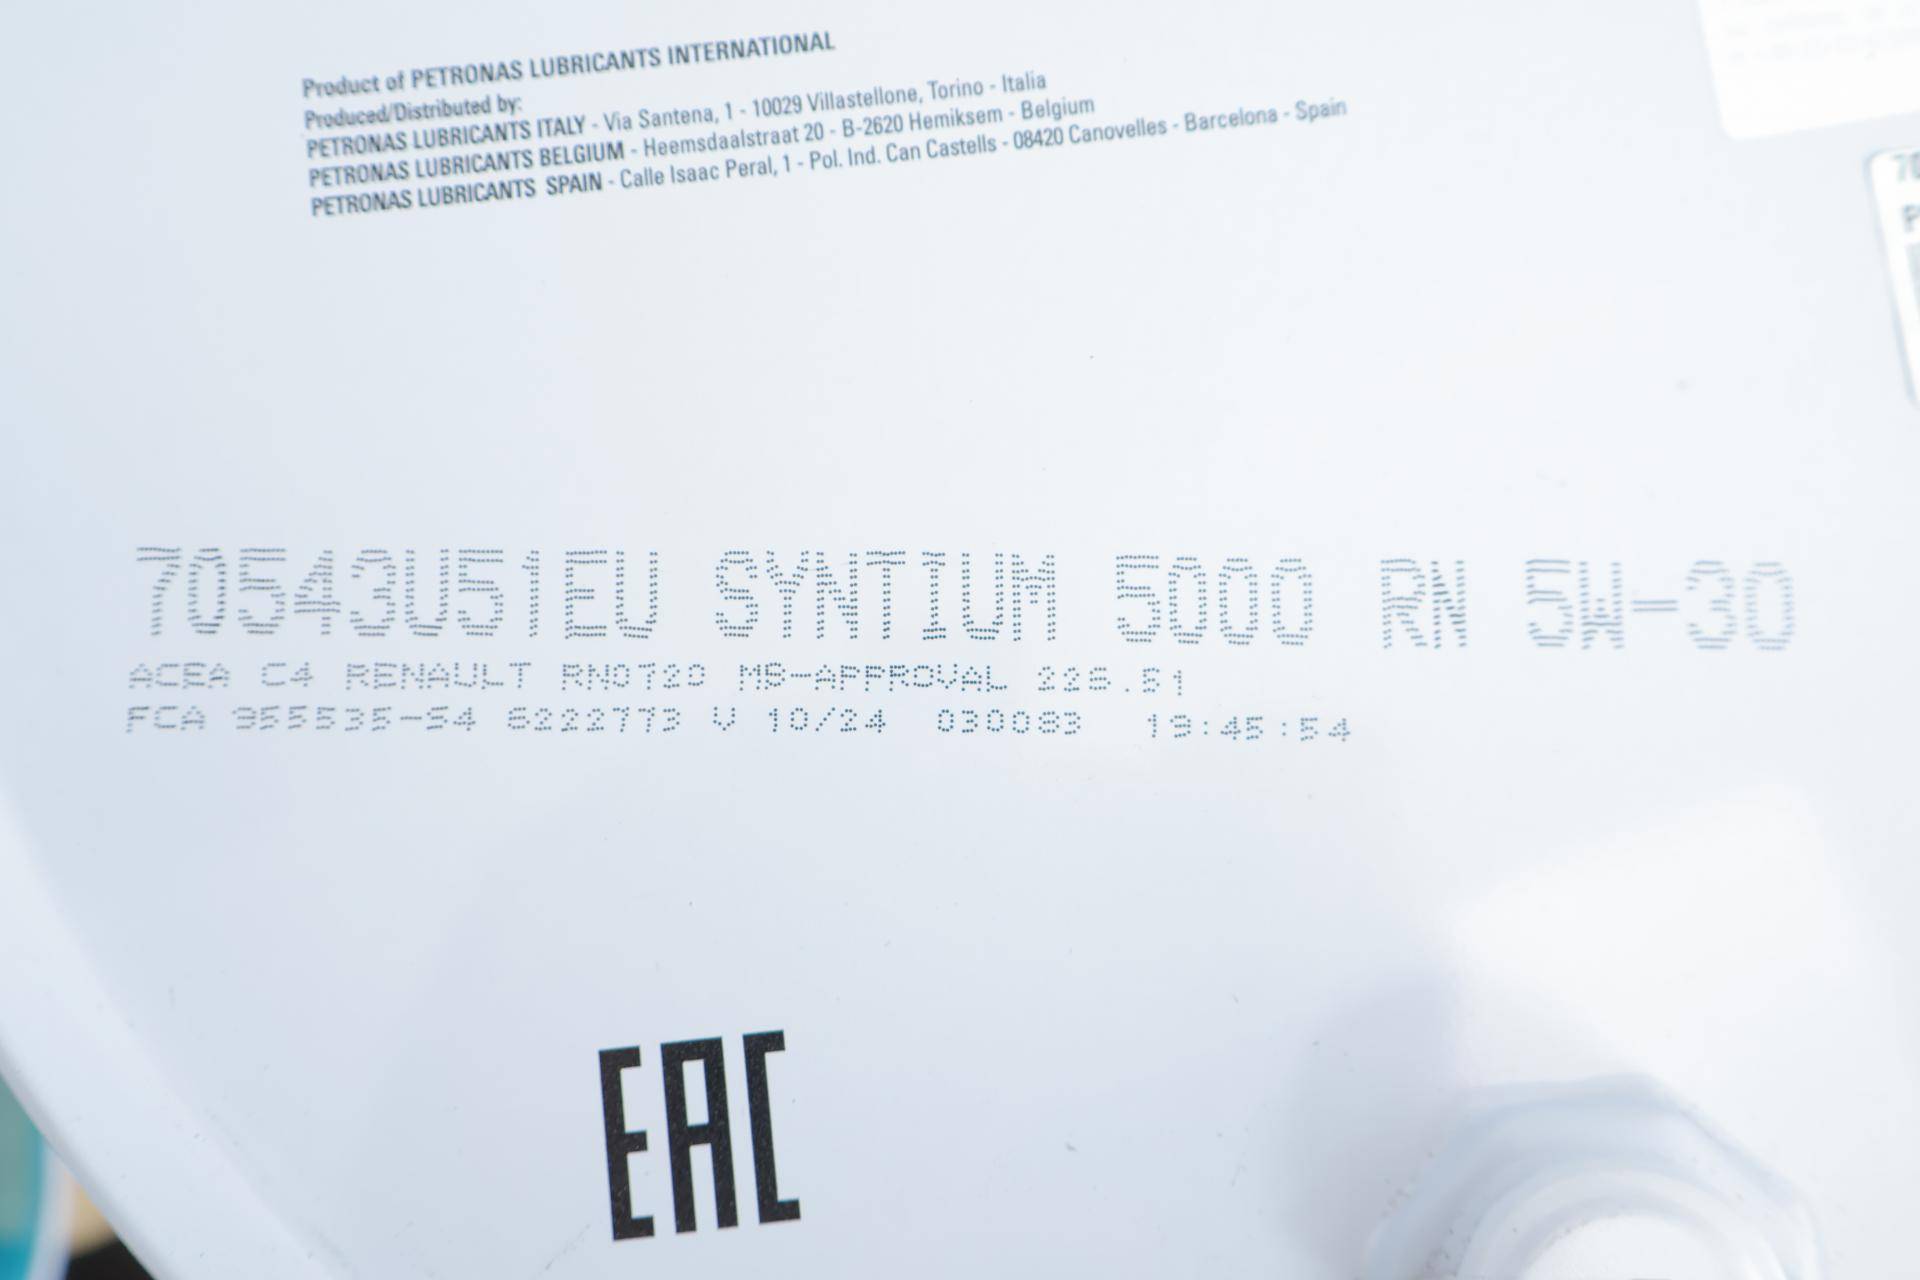 Product of PETRONAS LUBRICANTS INTERNATIONAL
Produced/Distributed by:
PETRONAS LUBRICANTS ITALY - Via Santena, 1 - 10029 Villastellone, Torino - Italia
PETRONAS LUBRICANTS BELGIUM - Heemsdaalstraat 20 - B-2620 Hemiksem - Belgium
PETRONAS LUBRICANTS SPAIN - Calle Isaac Peral, 1 - Pol. Ind. Can Castells - 08420 Canovelles - Barcelona - Spain
70543U51EU SYNTIUM 5000 RN 5W-30
ACEA C4 RENAULT RN0720 MB-APPROVAL 226.51
FCA 955535-S4 6222773 V 10/24 030083 19:45:54
EAC